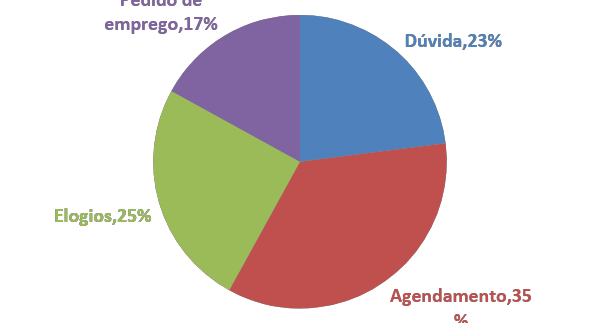 Pedido de
emprego,17%
Dúvida,23%
Elogios,25%
Agendamento,35
%